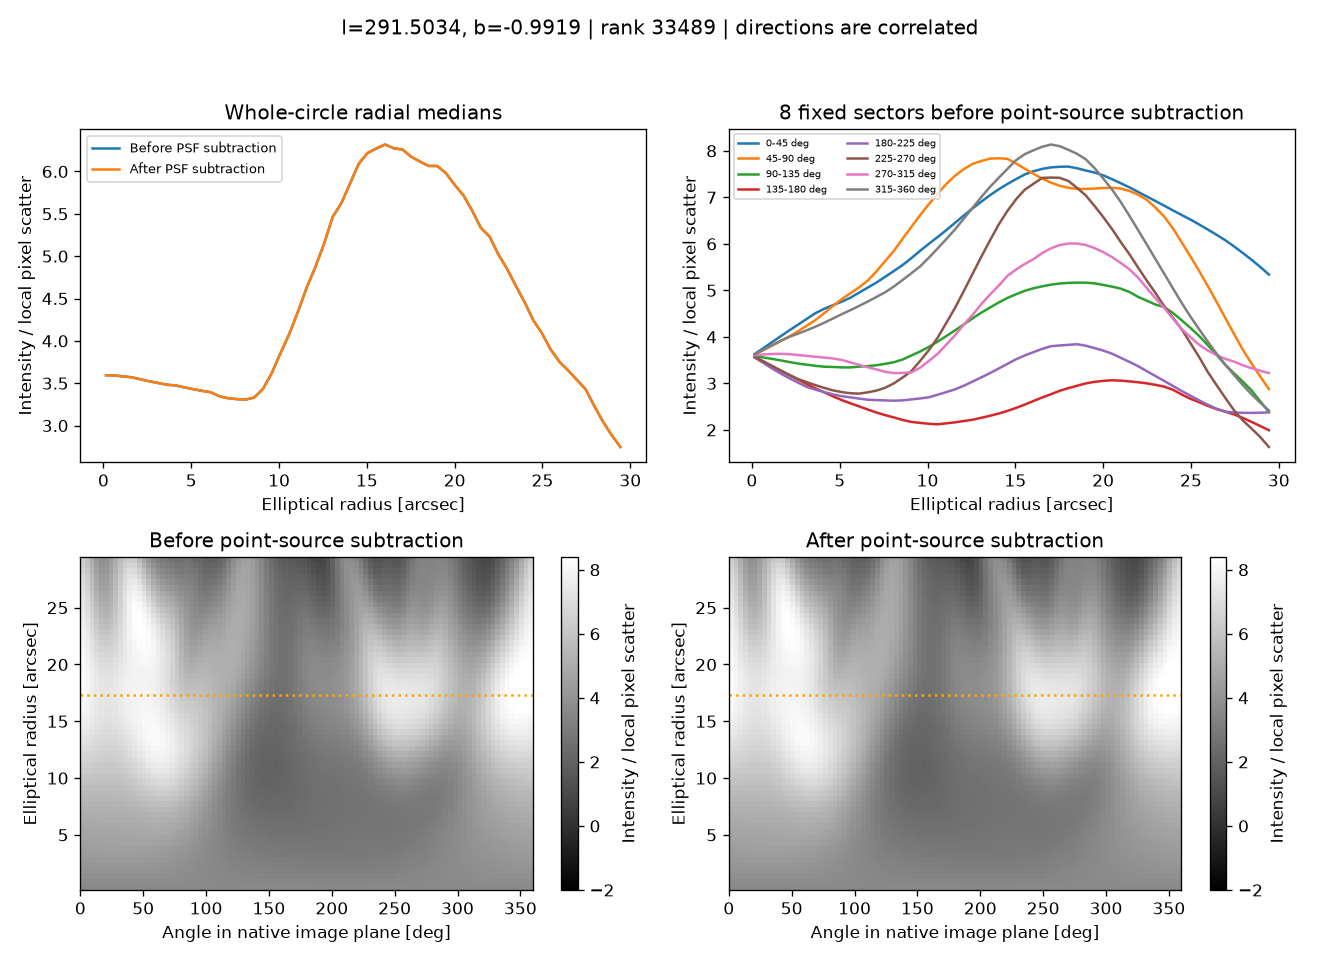 l=291.5034, b=-0.9919 | rank 33489 | directions are correlated
Whole-circle radial medians
Before PSF subtraction
After PSF subtraction
Intensity / local pixel scatter
6.0
5.5
5.0
4.5
4.0
3.5
3.0
0 5 10 15 20 25 30
Elliptical radius [arcsec]
8 fixed sectors before point-source subtraction
0-45 deg
45-90 deg
90-135 deg
135-180 deg
180-225 deg
225-270 deg
270-315 deg
315-360 deg
Intensity / local pixel scatter
8
7
6
5
4
3
2
0 5 10 15 20 25 30
Elliptical radius [arcsec]
Before point-source subtraction
Elliptical radius [arcsec]
25
20
15
10
5
0 50 100 150 200 250 300 350
Angle in native image plane [deg]
8
6
4
2
0
−2
Intensity / local pixel scatter
After point-source subtraction
Elliptical radius [arcsec]
25
20
15
10
5
0 50 100 150 200 250 300 350
Angle in native image plane [deg]
8
6
4
2
0
−2
Intensity / local pixel scatter